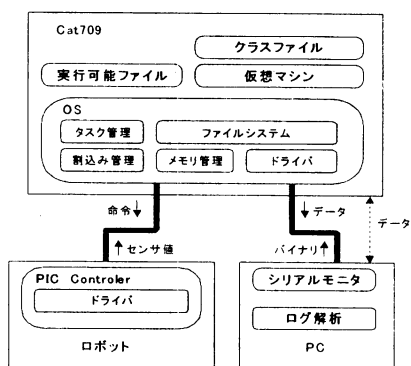 Cat709
クラスファイル
実行可能ファイル
仮想マシン
OS
タスク管理
ファイルシステム
割込み管理
メモリ管理
ドライバ
命令↓
↓データ
データ
↑センサ値
バイナリ↑
PIC Controler
ドライバ
シリアルモニタ
ログ解析
ロボット
PC